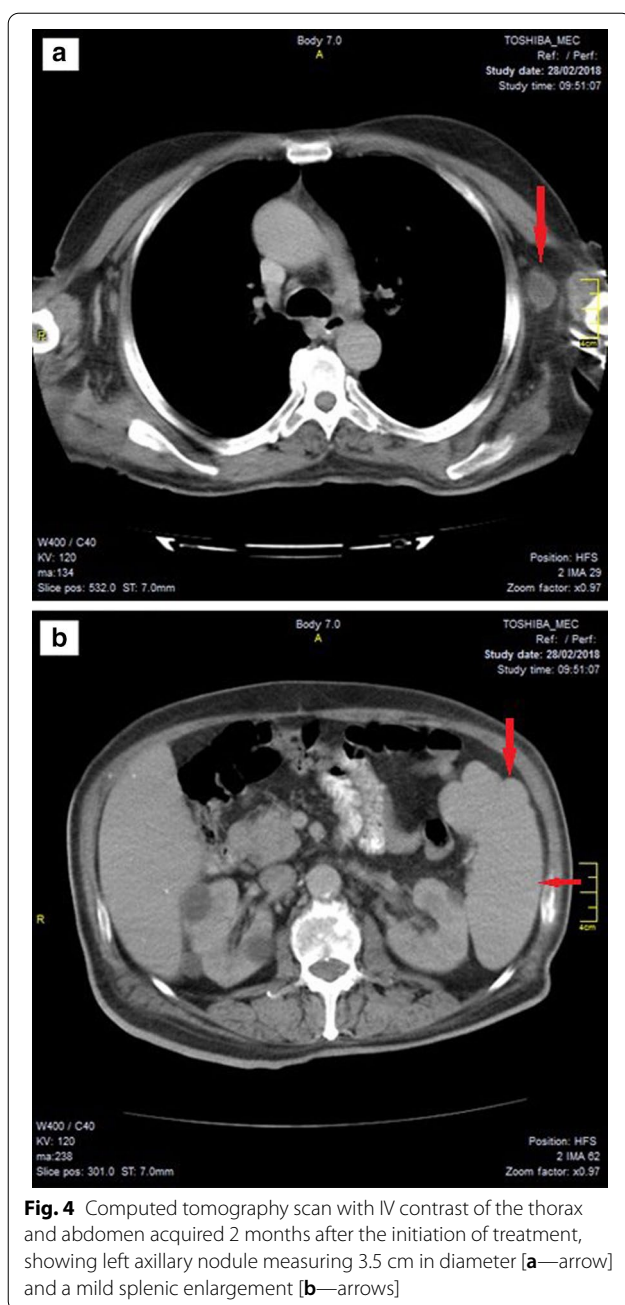 a
Body 7.0
A
TOSHIBA_MEC
Ref: / Perf:
Study date: 28/02/2018
Study time: 09:51:07
R
4cm
W400 / C40
KV: 120
ma:134
Slice pos: 532.0 ST: 7.0mm
Position: HFS
2 IMA 29
Zoom factor: x0.97
b
Body 7.0
A
TOSHIBA_MEC
Ref: / Perf:
Study date: 28/02/2018
Study time: 09:51:07
R
4cm
W400 / C40
KV: 120
ma:238
Slice pos: 301.0 ST: 7.0mm
Position: HFS
2 IMA 62
Zoom factor: x0.97
Fig. 4 Computed tomography scan with IV contrast of the thorax
and abdomen acquired 2 months after the initiation of treatment,
showing left axillary nodule measuring 3.5 cm in diameter [a—arrow]
and a mild splenic enlargement [b—arrows]